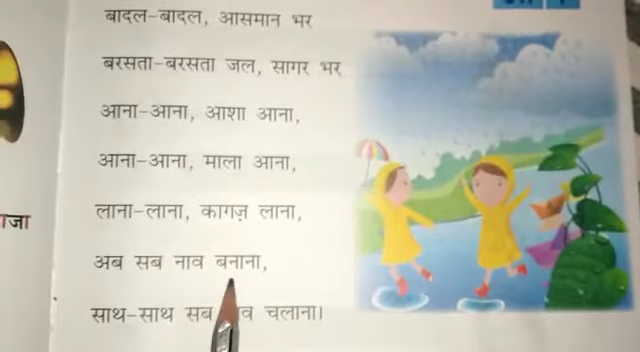 बादल-बादल, आसमान भर
बरसता-बरसता जल, सागर भर
आना-आना, आशा आना,
आना-आना, माला आना,
लाना-लाना, कागज़ लाना,
अब सब नाव बनाना,
साथ-साथ सब चलाना।